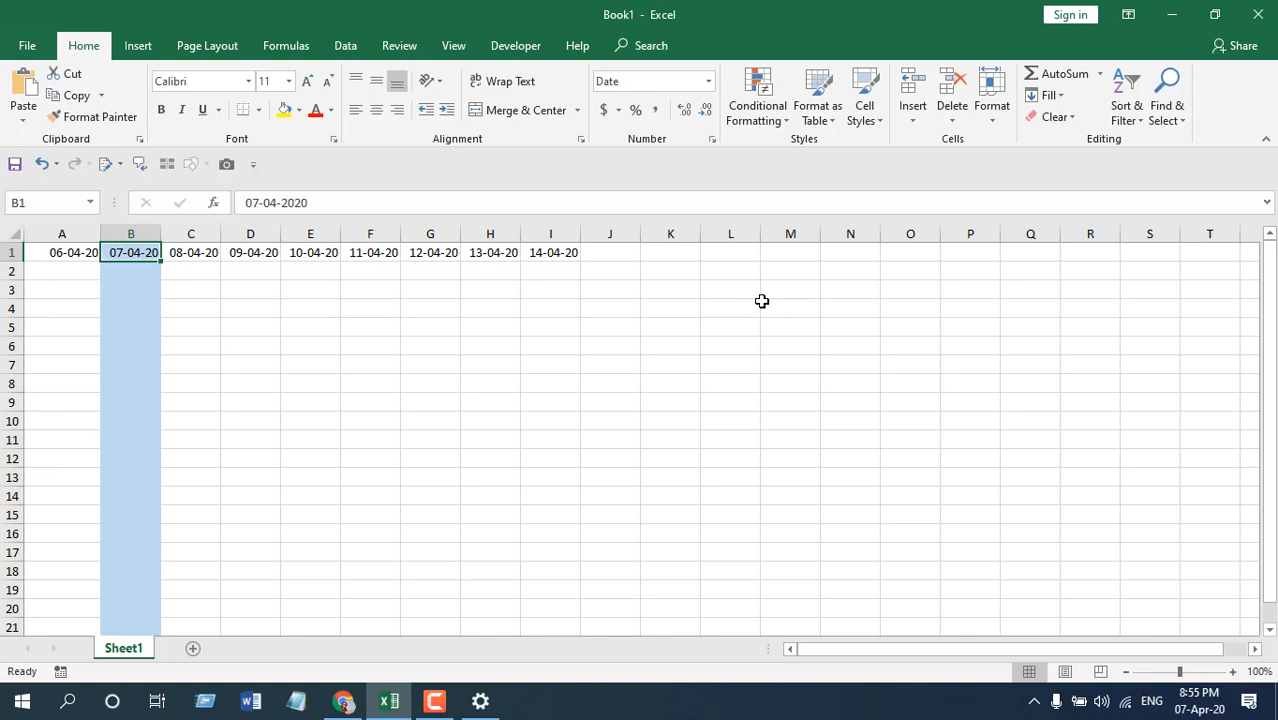 Book1 - Excel
Sign in
File Home Insert Page Layout Formulas Data Review View Developer Help Search Share
Paste
Cut
Copy
Format Painter
Clipboard
Calibri 11
B I U
Font
Wrap Text
Merge & Center
Alignment
Date
$ % ,
Number
Conditional Formatting
Format as Table
Cell Styles
Styles
Insert
Delete
Format
Cells
AutoSum
Fill
Clear
Sort & Filter
Find & Select
Editing
B1 fx 07-04-2020
A B C D E F G H I J K L M N O P Q R S T
1 06-04-20 07-04-20 08-04-20 09-04-20 10-04-20 11-04-20 12-04-20 13-04-20 14-04-20
2
3
4
5
6
7
8
9
10
11
12
13
14
15
16
17
18
19
20
21
Sheet1
Ready 100%
ENG 8:55 PM
07-Apr-20